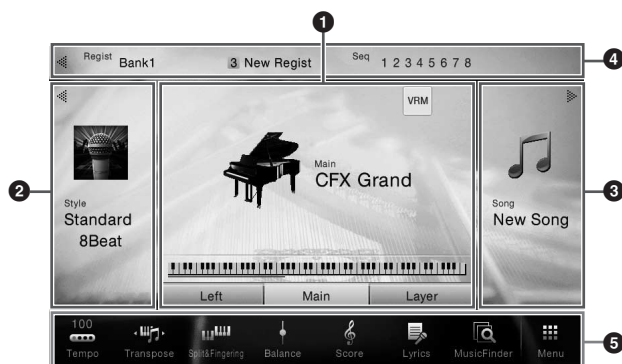 1
Regist Bank1 3 New Regist Seq 1 2 3 4 5 6 7 8
4
VRM
2
Style
Standard
8Beat
Main
CFX Grand
3
Song
New Song
Left Main Layer
100
Tempo Transpose Split&Fingering Balance Score Lyrics MusicFinder Menu
5